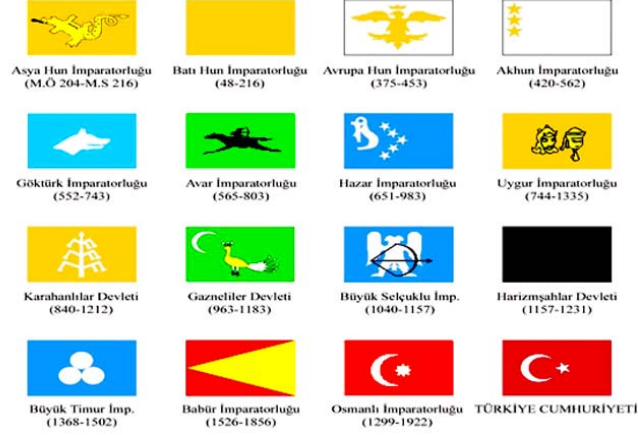 Asya Hun İmparatorluğu
(M.Ö 204-M.S 216)
Batı Hun İmparatorluğu
(48-216)
Avrupa Hun İmparatorluğu
(375-453)
Akhun İmparatorluğu
(420-562)
Göktürk İmparatorluğu
(552-743)
Avar İmparatorluğu
(565-803)
Hazar İmparatorluğu
(651-983)
Uygur İmparatorluğu
(744-1335)
Karahanlılar Devleti
(840-1212)
Gazneliler Devleti
(963-1183)
Büyük Selçuklu İmp.
(1040-1157)
Harizmşahlar Devleti
(1157-1231)
Büyük Timur İmp.
(1368-1502)
Babür İmparatorluğu
(1526-1856)
Osmanlı İmparatorluğu
(1299-1922)
TÜRKİYE CUMHURİYETİ